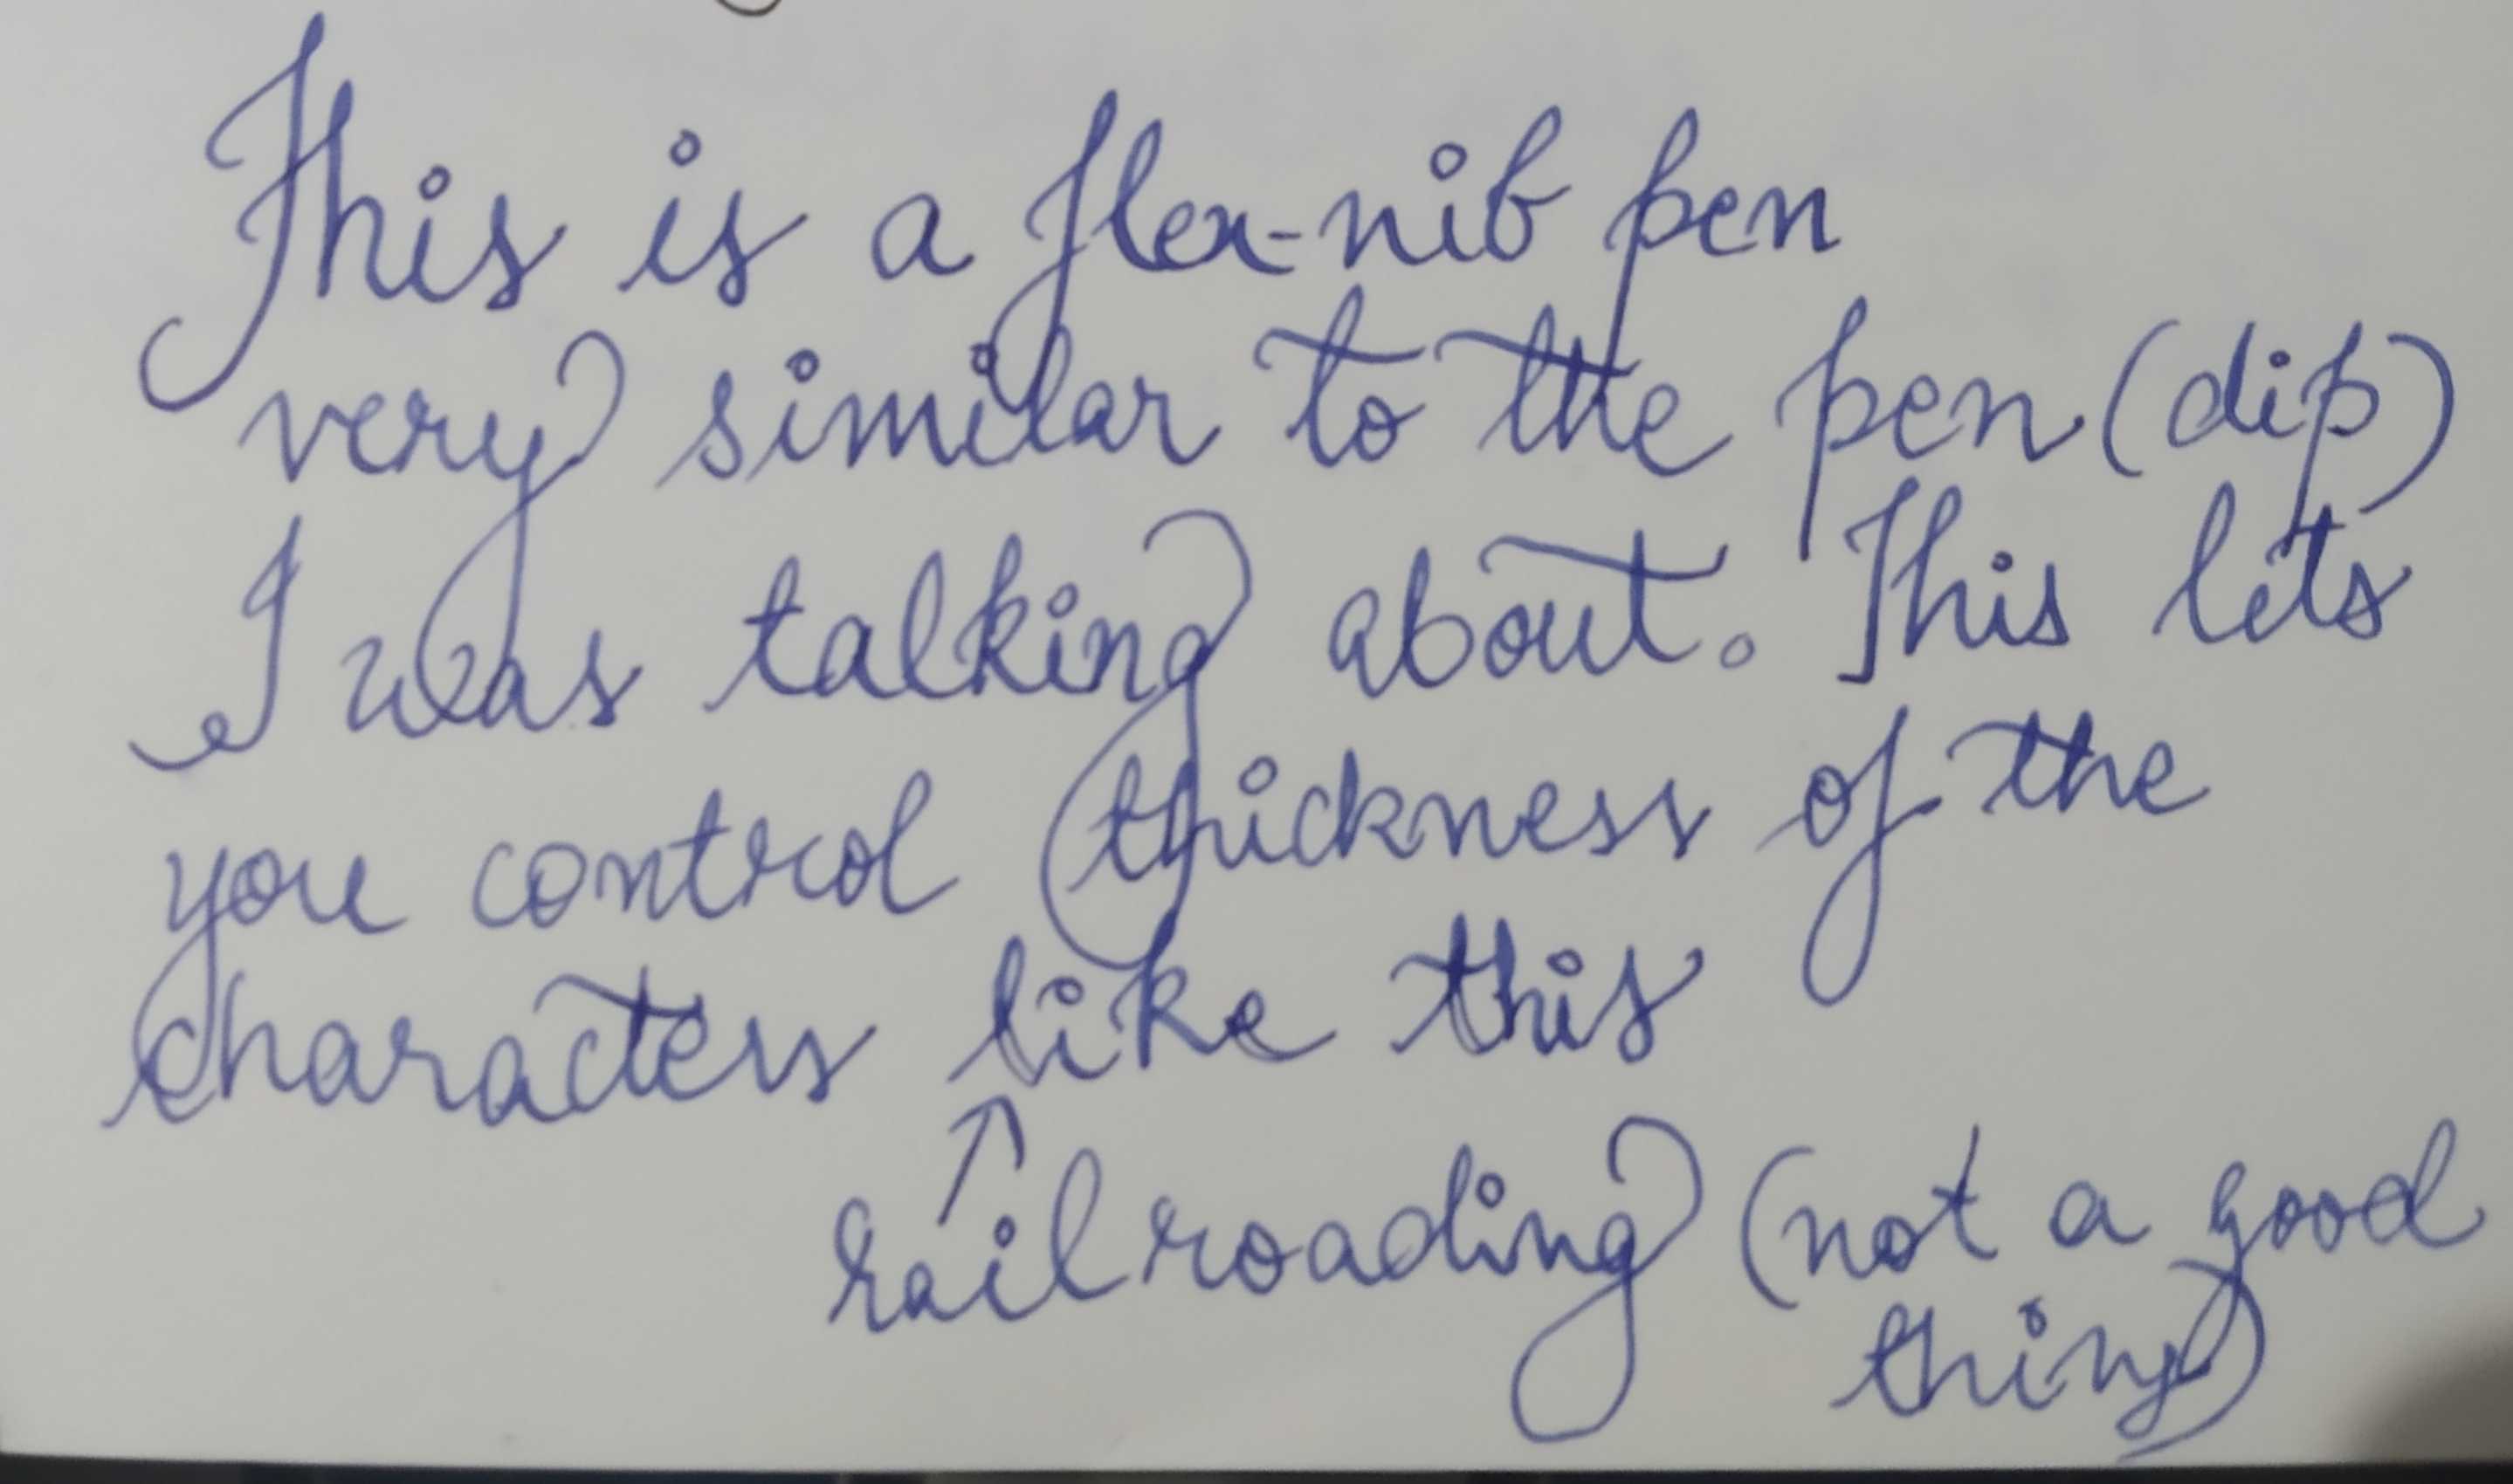 This is a flex-nib pen
very similar to the pen (dip)
I was talking about. This lets
you control thickness of the
characters like this
↑
railroading (not a good
thing)